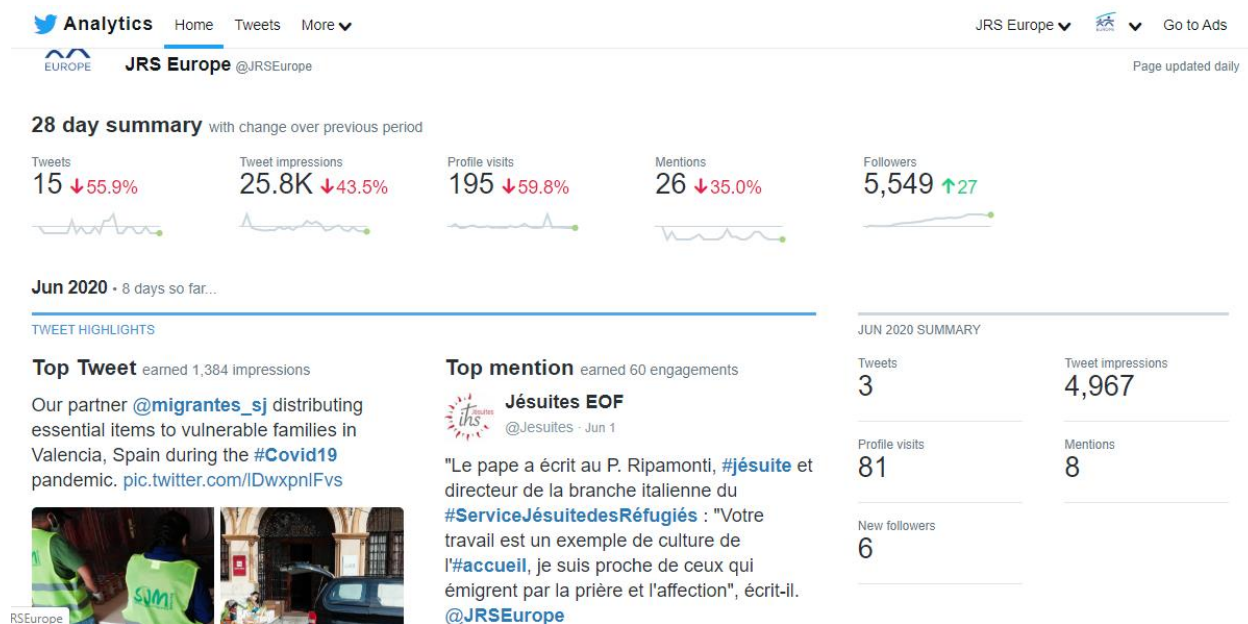 Analytics Home Tweets More
JRS Europe
EUROPE
Go to Ads
EUROPE
JRS Europe @JRSEurope
Page updated daily
28 day summary with change over previous period
Tweets
15 ↓55.9%
Tweet impressions
25.8K ↓43.5%
Profile visits
195 ↓59.8%
Mentions
26 ↓35.0%
Followers
5,549 ↑27
Jun 2020 • 8 days so far...
TWEET HIGHLIGHTS
Top Tweet earned 1,384 impressions
Our partner @migrantes_sj distributing
essential items to vulnerable families in
Valencia, Spain during the #Covid19
pandemic. pic.twitter.com/lDwxpnlFvs
SJM
Top mention earned 60 engagements
Jésuites
ihs
Jésuites EOF
@Jesuites · Jun 1
"Le pape a écrit au P. Ripamonti, #jésuite et
directeur de la branche italienne du
#ServiceJésuitedesRéfugiés : "Votre
travail est un exemple de culture de
l'#accueil, je suis proche de ceux qui
émigrent par la prière et l'affection", écrit-il.
@JRSEurope
JUN 2020 SUMMARY
Tweets
3
Tweet impressions
4,967
Profile visits
81
Mentions
8
New followers
6
RSEurope